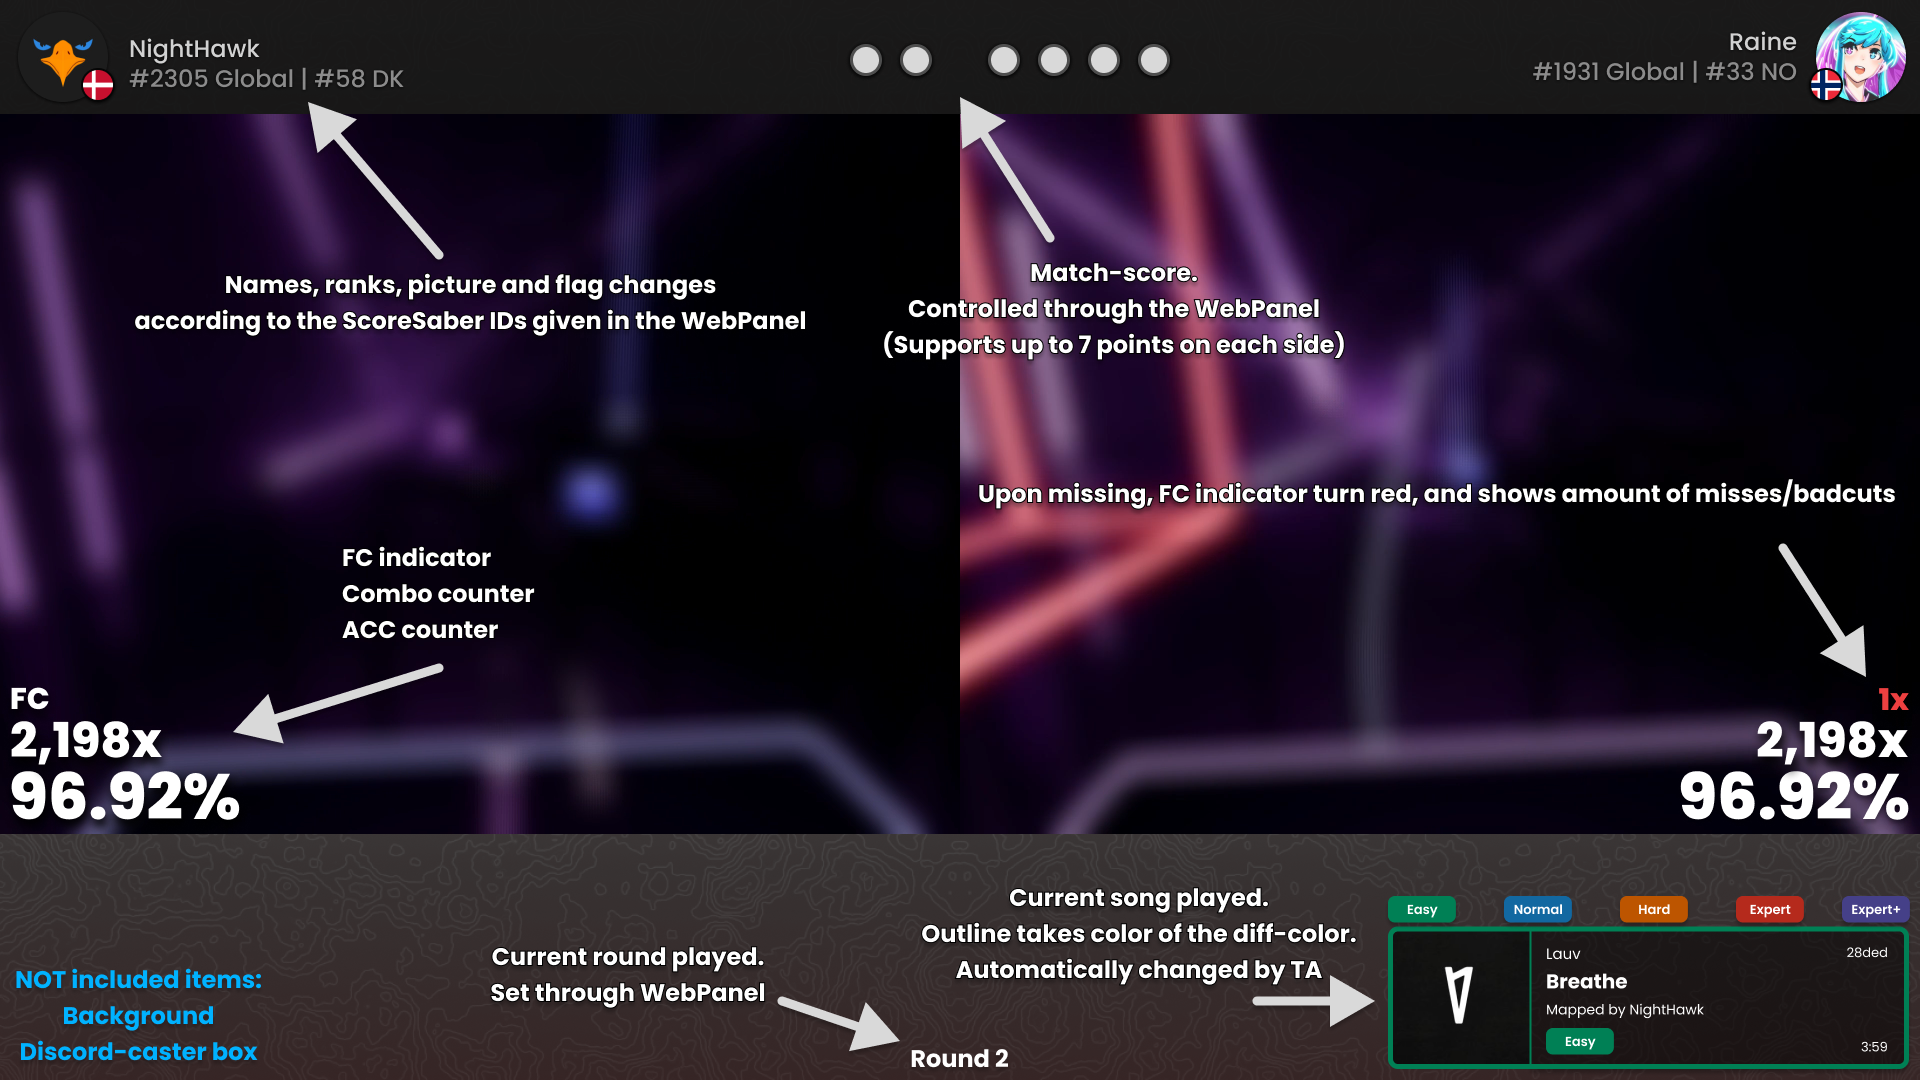 NightHawk
#2305 Global | #58 DK
Raine
#1931 Global | #33 NO
Names, ranks, picture and flag changes
according to the ScoreSaber IDs given in the WebPanel
Match-score.
Controlled through the WebPanel
(Supports up to 7 points on each side)
Upon missing, FC indicator turn red, and shows amount of misses/badcuts
FC indicator
Combo counter
ACC counter
FC
2,198x
96.92%
1x
2,198x
96.92%
NOT included items:
Background
Discord-caster box
Current round played.
Set through WebPanel
Round 2
Current song played.
Outline takes color of the diff-color.
Automatically changed by TA
Easy
Normal
Hard
Expert
Expert+
Lauv
28ded
Breathe
Mapped by NightHawk
Easy
3:59